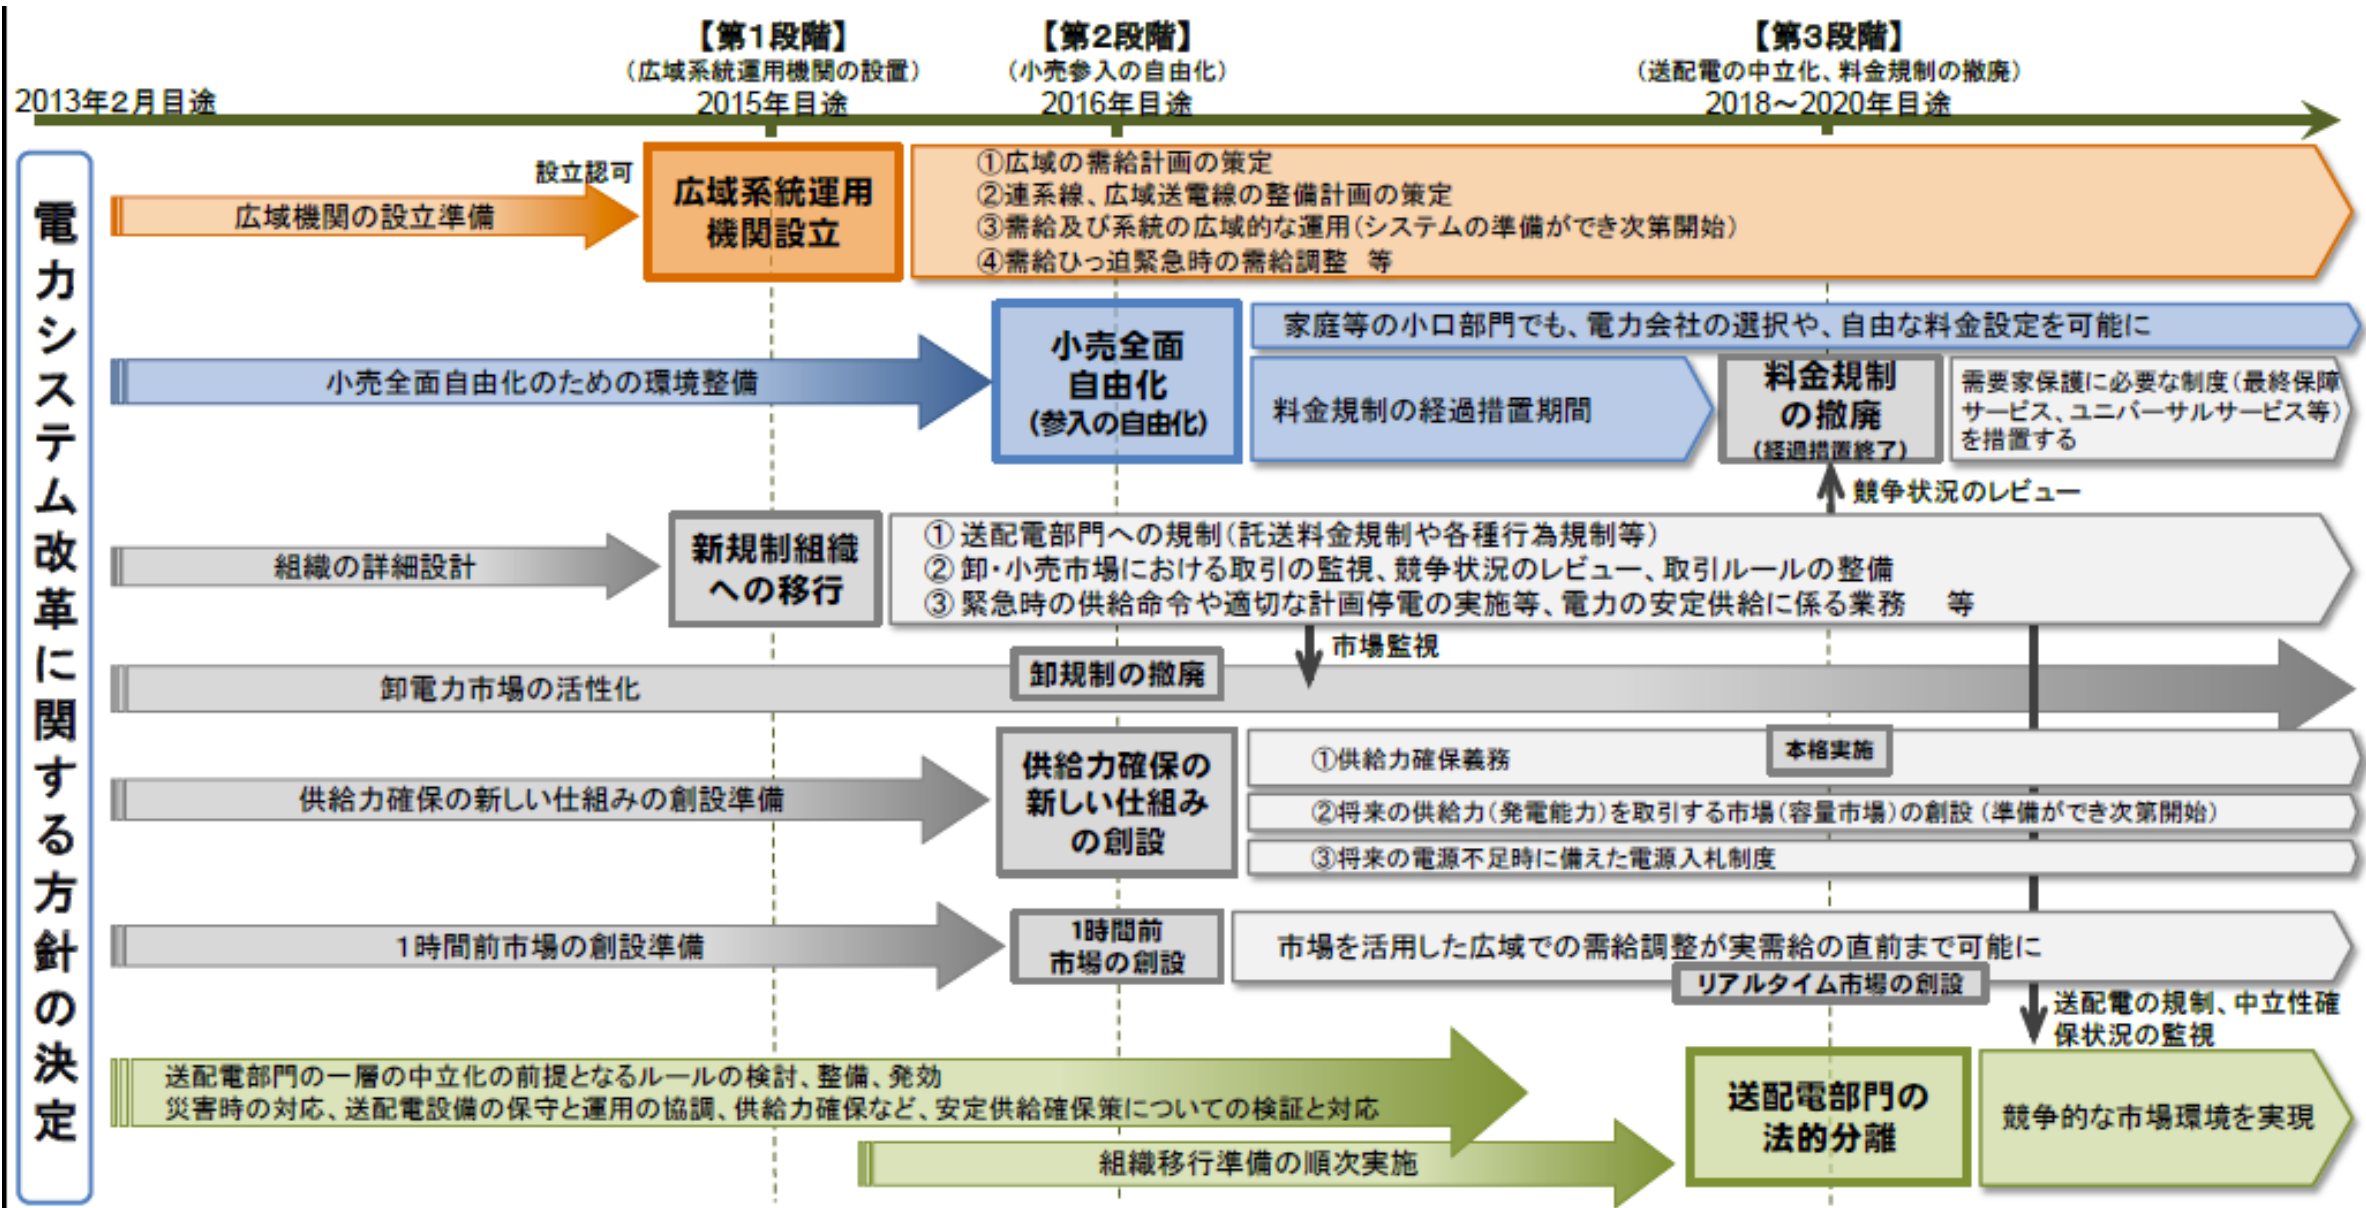 【第1段階】
（広域系統運用機関の設置）
2015年目途
【第2段階】
（小売参入の自由化）
2016年目途
【第3段階】
（送配電の中立化、料金規制の撤廃）
2018～2020年目途
2013年2月目途
電力システム改革に関する方針の決定
広域機関の設立準備
設立認可
広域系統運用
機関設立
①広域の需給計画の策定
②連系線、広域送電線の整備計画の策定
③需給及び系統の広域的な運用（システムの準備ができ次第開始）
④需給ひっ迫緊急時の需給調整　等
小売全面自由化のための環境整備
小売全面
自由化
（参入の自由化）
家庭等の小口部門でも、電力会社の選択や、自由な料金設定を可能に
料金規制の経過措置期間
料金規制
の撤廃
（経過措置終了）
需要家保護に必要な制度（最終保障
サービス、ユニバーサルサービス等）
を措置する
競争状況のレビュー
組織の詳細設計
新規制組織
への移行
① 送配電部門への規制（託送料金規制や各種行為規制等）
② 卸・小売市場における取引の監視、競争状況のレビュー、取引ルールの整備
③ 緊急時の供給命令や適切な計画停電の実施等、電力の安定供給に係る業務　等
市場監視
卸電力市場の活性化
卸規制の撤廃
供給力確保の新しい仕組みの創設準備
供給力確保の
新しい仕組み
の創設
①供給力確保義務
本格実施
②将来の供給力（発電能力）を取引する市場（容量市場）の創設（準備ができ次第開始）
③将来の電源不足時に備えた電源入札制度
1時間前市場の創設準備
1時間前
市場の創設
市場を活用した広域での需給調整が実需給の直前まで可能に
リアルタイム市場の創設
送配電の規制、中立性確
保状況の監視
送配電部門の一層の中立化の前提となるルールの検討、整備、発効
災害時の対応、送配電設備の保守と運用の協調、供給力確保など、安定供給確保策についての検証と対応
組織移行準備の順次実施
送配電部門の
法的分離
競争的な市場環境を実現